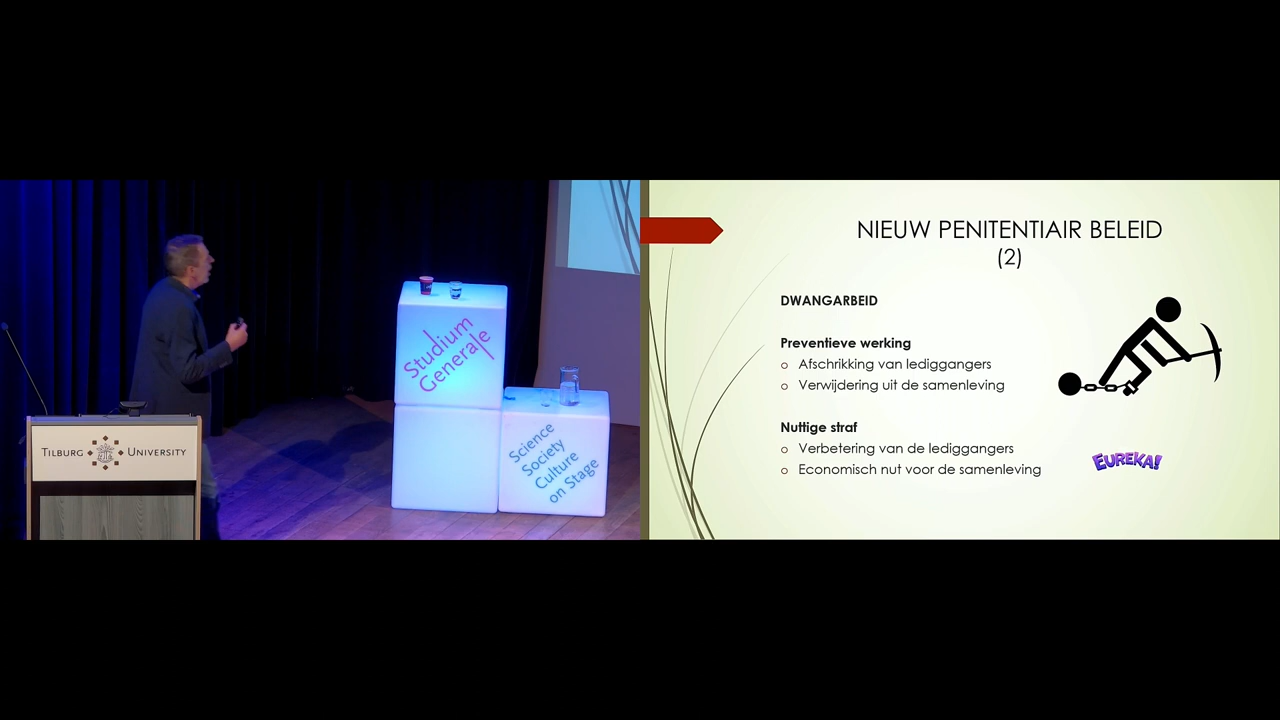 TILBURG UNIVERSITY
Studium
Generale
Science
Society
Culture
on Stage
NIEUW PENITENTIAIR BELEID
(2)
DWANGARBEID
Preventieve werking
o Afschrikking van lediggangers
o Verwijdering uit de samenleving
Nuttige straf
o Verbetering van de lediggangers
o Economisch nut voor de samenleving
EUREKA!